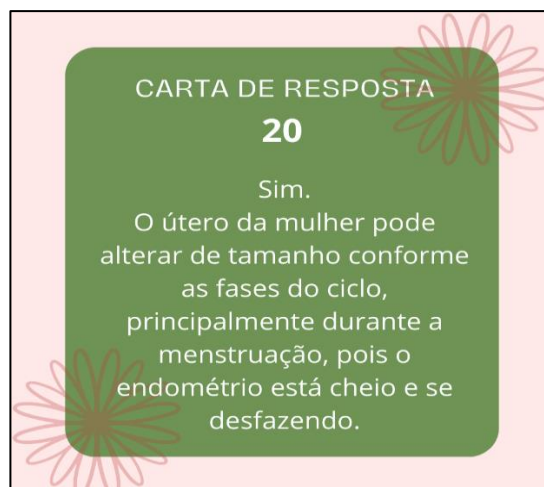 CARTA DE RESPOSTA
20
Sim.
O útero da mulher pode
alterar de tamanho conforme
as fases do ciclo,
principalmente durante a
menstruação, pois o
endométrio está cheio e se
desfazendo.